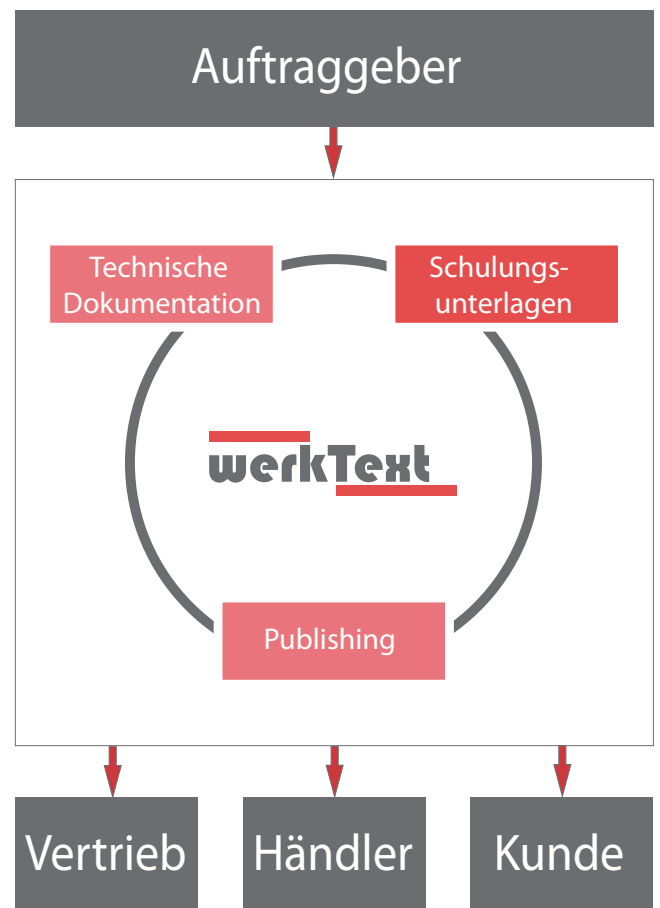 Auftraggeber
Technische
Dokumentation
Schulungs-
unterlagen
werkText
Publishing
Vertrieb
Händler
Kunde